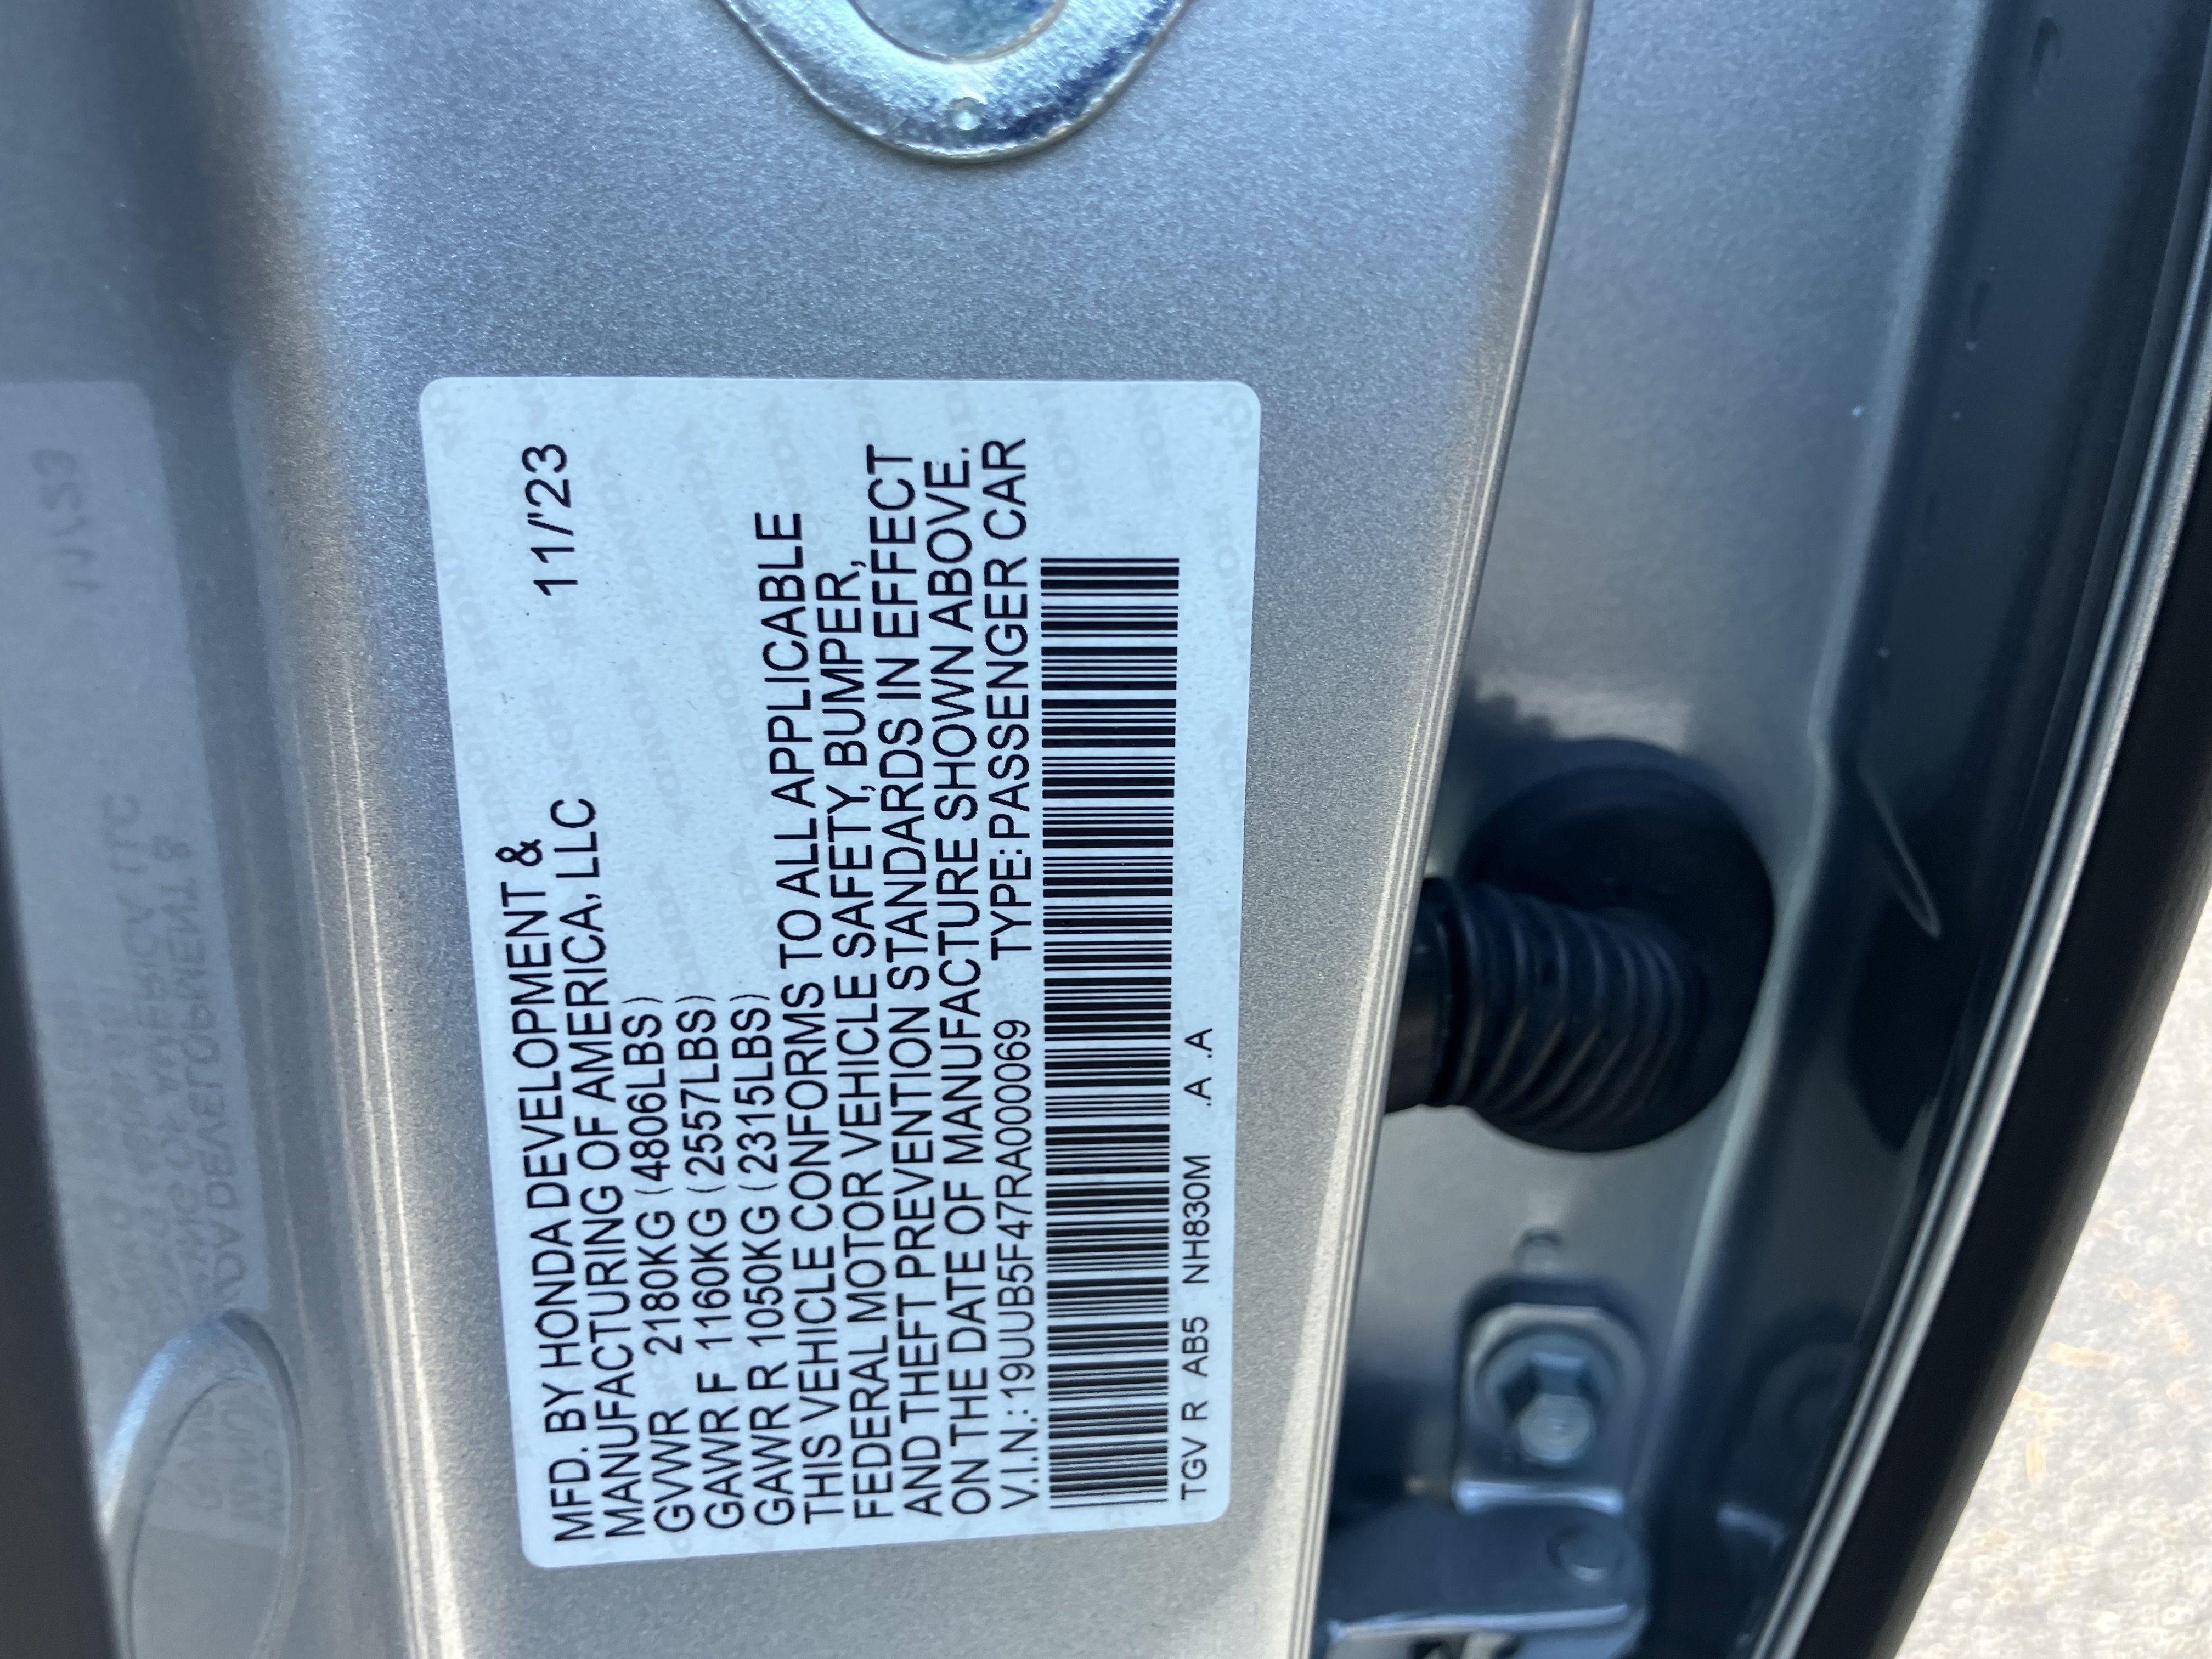 MFD. BY HONDA DEVELOPMENT & 11/'23
MANUFACTURING OF AMERICA, LLC
GVWR 2180KG (4806LBS)
GAWR F 1160KG (2557LBS)
GAWR R 1050KG (2315LBS)
THIS VEHICLE CONFORMS TO ALL APPLICABLE
FEDERAL MOTOR VEHICLE SAFETY, BUMPER,
AND THEFT PREVENTION STANDARDS IN EFFECT
ON THE DATE OF MANUFACTURE SHOWN ABOVE.
V.I.N.: 19UUB5F47RA000069 TYPE: PASSENGER CAR
TGV R AB5 NH830M .A .A